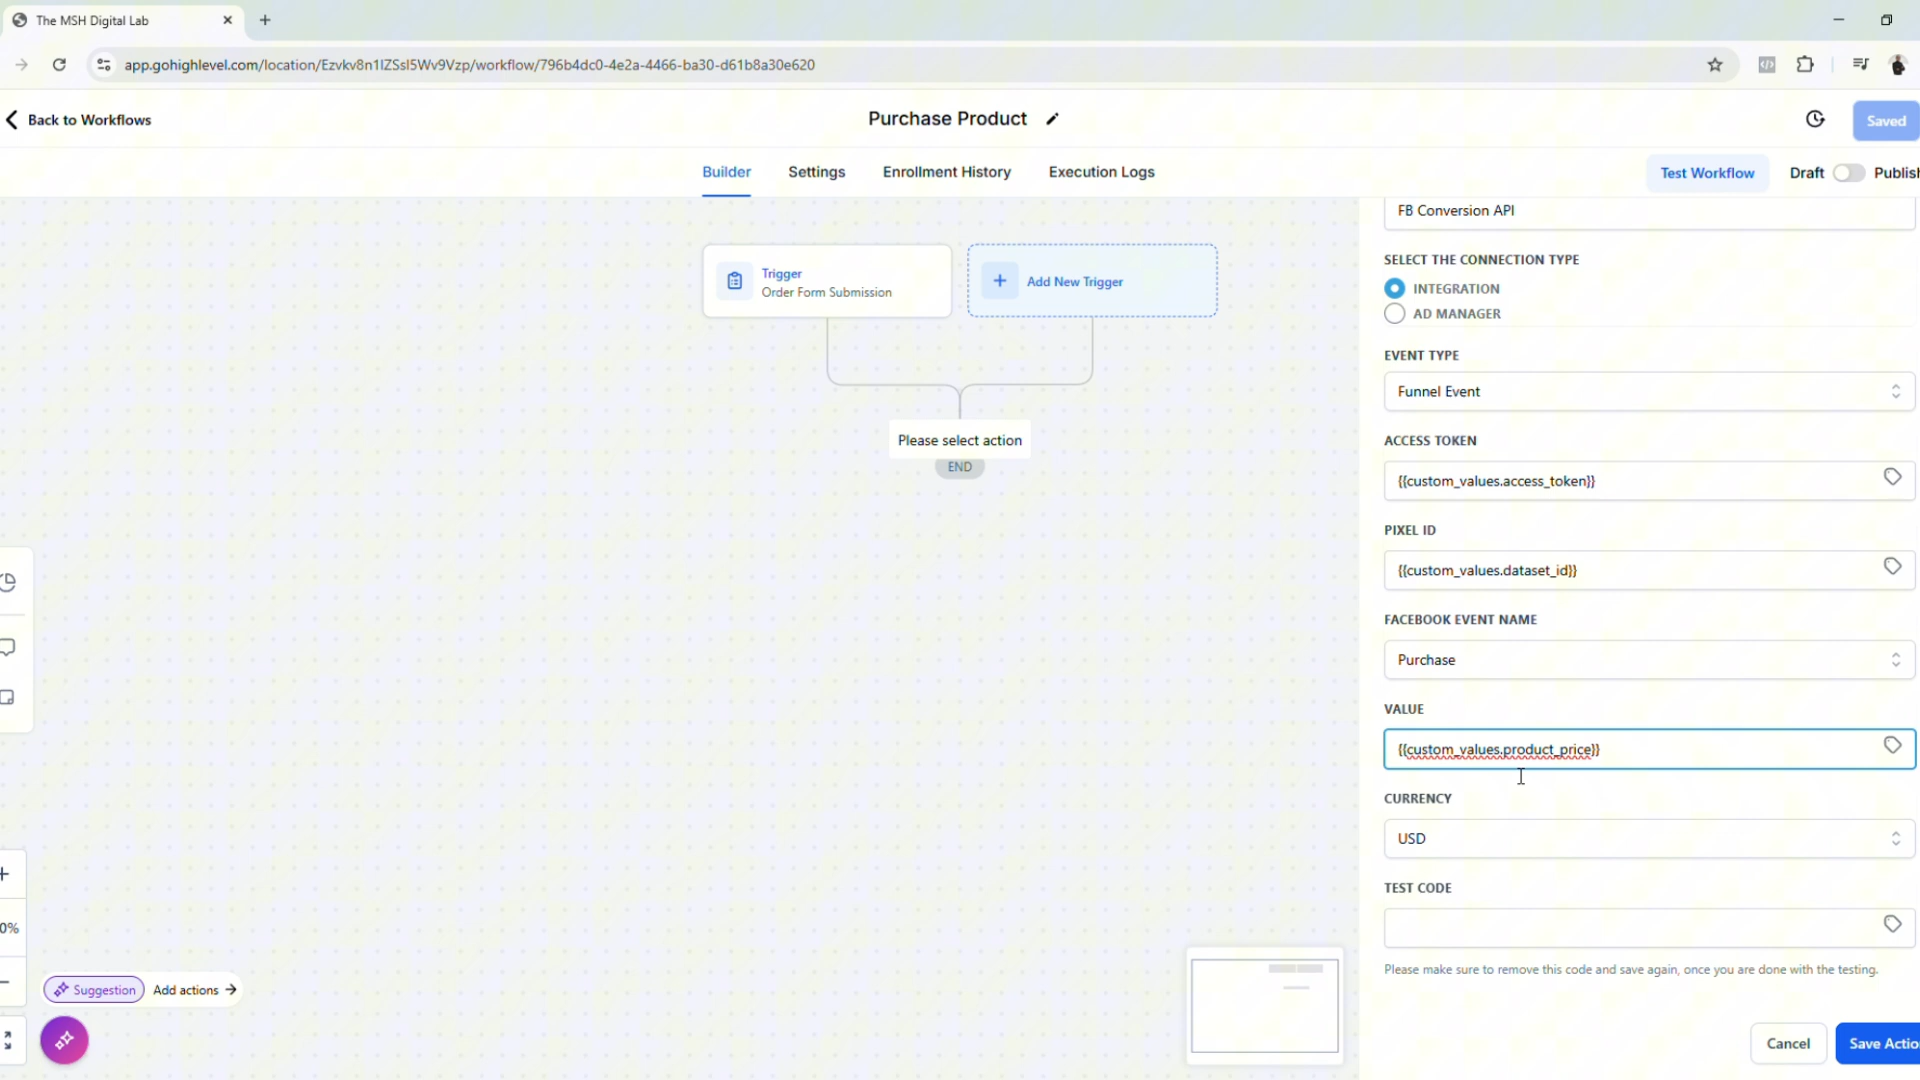 The MSH Digital Lab
app.gohighlevel.com/location/Ezvkv8n1lZSsl5Wv9Vzp/workflow/796b4dc0-4e2a-4466-ba30-d61b8a30e620
Back to Workflows
Purchase Product
Saved
Builder
Settings
Enrollment History
Execution Logs
Test Workflow
Draft
Publish
Trigger
Order Form Submission
Add New Trigger
Please select action
END
FB Conversion API
SELECT THE CONNECTION TYPE
INTEGRATION
AD MANAGER
EVENT TYPE
Funnel Event
ACCESS TOKEN
{{custom_values.access_token}}
PIXEL ID
{{custom_values.dataset_id}}
FACEBOOK EVENT NAME
Purchase
VALUE
{{custom_values.product_price}}
CURRENCY
USD
TEST CODE
Please make sure to remove this code and save again, once you are done with the testing.
0%
Suggestion
Add actions
Cancel
Save Actio